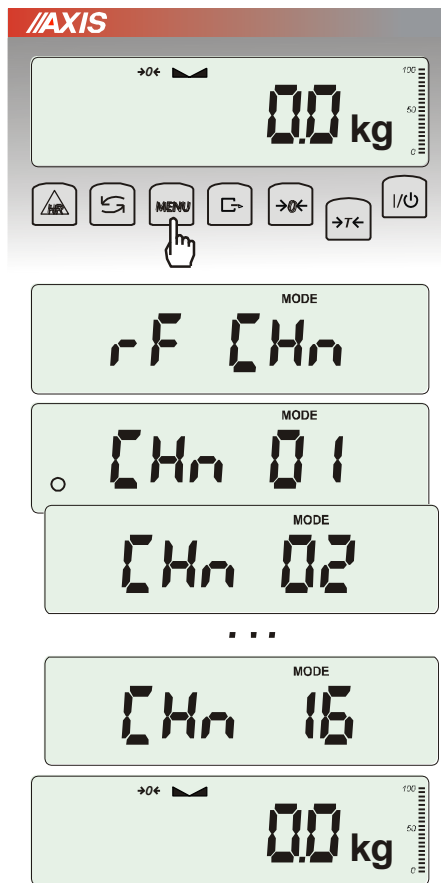 //AXIS
→0← 100
50
0.0 kg
0
HR MENU →0← →T← I/⏻
MODE
rF CHn
MODE
CHn 01
MODE
CHn 02
...
MODE
CHn 16
→0← 100
50
0.0 kg
0